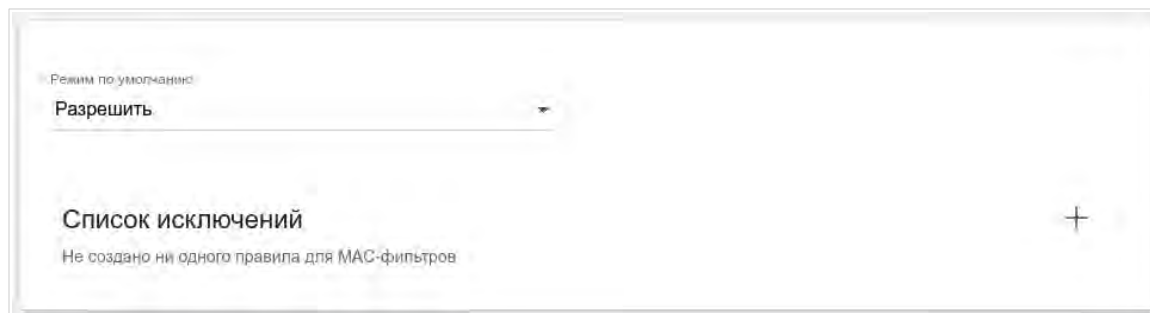 Режим по умолчанию
Разрешить
Список исключений
Не создано ни одного правила для MAC-фильтров